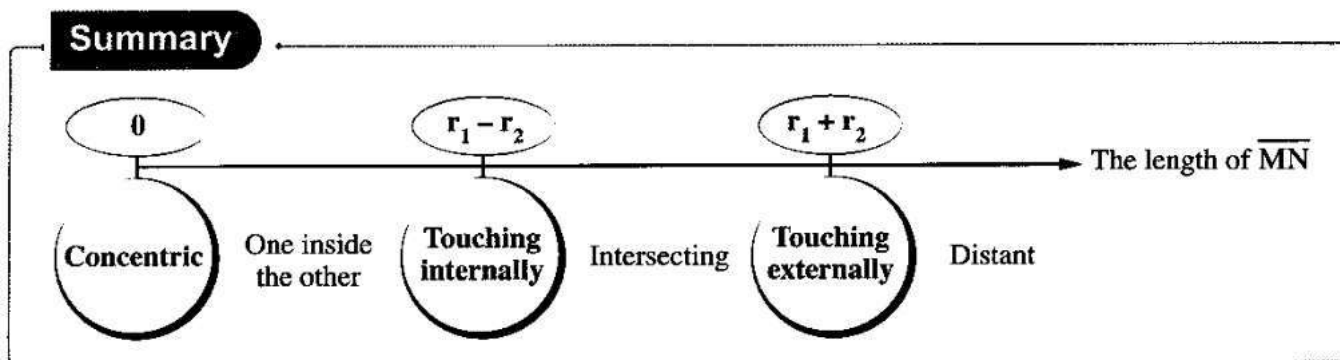 Summary
0
r₁ − r₂
r₁ + r₂
The length of M̅N̅
Concentric
One inside
the other
Touching
internally
Intersecting
Touching
externally
Distant